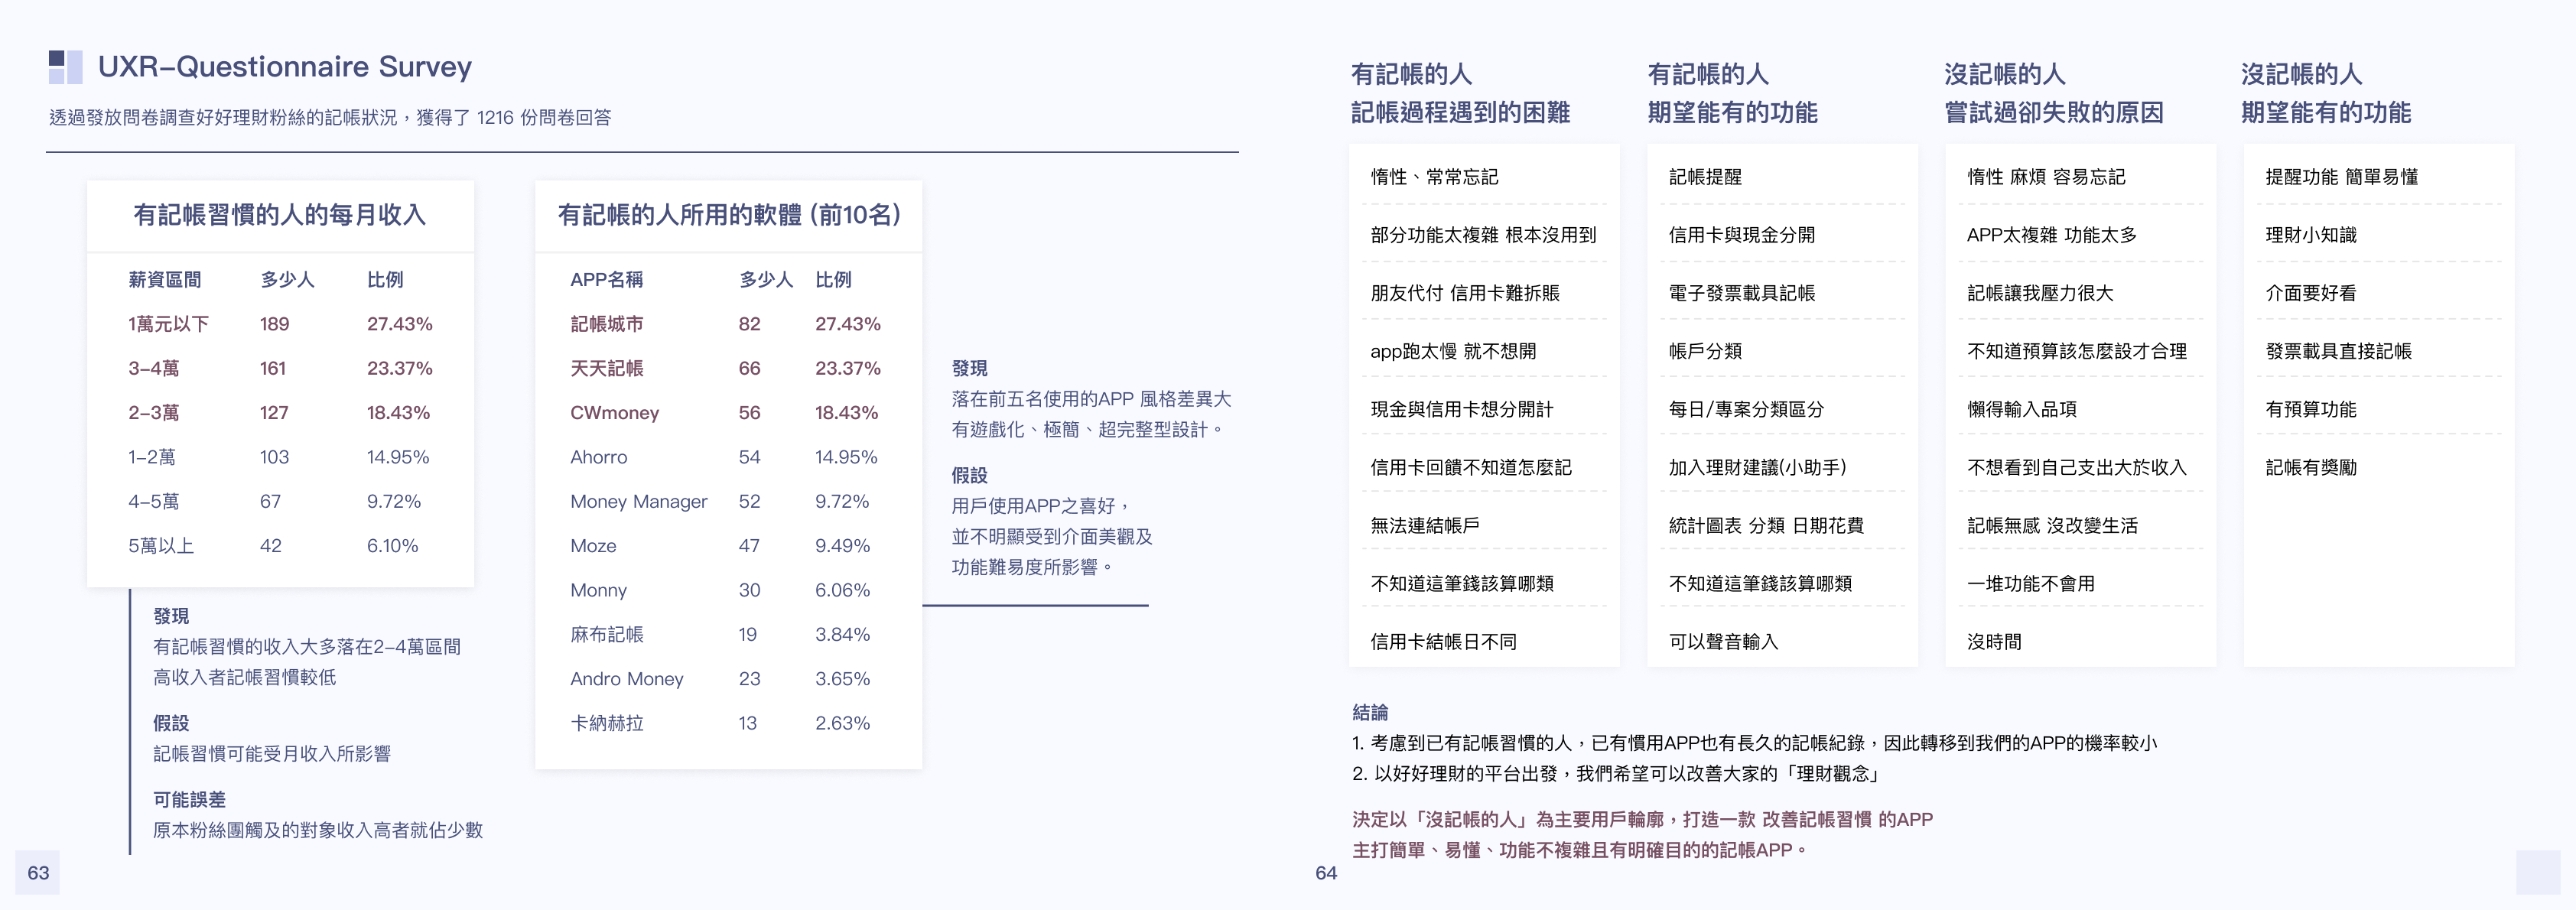 UXR–Questionnaire Survey
透過發放問卷調查好好理財粉絲的記帳狀況，獲得了 1216 份問卷回答
有記帳習慣的人的每月收入
薪資區間 多少人 比例
1萬元以下 189 27.43%
3–4萬 161 23.37%
2–3萬 127 18.43%
1–2萬 103 14.95%
4–5萬 67 9.72%
5萬以上 42 6.10%
發現
有記帳習慣的收入大多落在2–4萬區間
高收入者記帳習慣較低
假設
記帳習慣可能受月收入所影響
可能誤差
原本粉絲團觸及的對象收入高者就佔少數
有記帳的人所用的軟體 (前10名)
APP名稱 多少人 比例
記帳城市 82 27.43%
天天記帳 66 23.37%
CWmoney 56 18.43%
Ahorro 54 14.95%
Money Manager 52 9.72%
Moze 47 9.49%
Monny 30 6.06%
麻布記帳 19 3.84%
Andro Money 23 3.65%
卡納赫拉 13 2.63%
發現
落在前五名使用的APP 風格差異大
有遊戲化、極簡、超完整型設計。
假設
用戶使用APP之喜好，
並不明顯受到介面美觀及
功能難易度所影響。
63
有記帳的人
記帳過程遇到的困難
惰性、常常忘記
部分功能太複雜 根本沒用到
朋友代付 信用卡難拆賬
app跑太慢 就不想開
現金與信用卡想分開計
信用卡回饋不知道怎麼記
無法連結帳戶
不知道這筆錢該算哪類
信用卡結帳日不同
有記帳的人
期望能有的功能
記帳提醒
信用卡與現金分開
電子發票載具記帳
帳戶分類
每日/專案分類區分
加入理財建議(小助手)
統計圖表 分類 日期花費
不知道這筆錢該算哪類
可以聲音輸入
沒記帳的人
嘗試過卻失敗的原因
惰性 麻煩 容易忘記
APP太複雜 功能太多
記帳讓我壓力很大
不知道預算該怎麼設才合理
懶得輸入品項
不想看到自己支出大於收入
記帳無感 沒改變生活
一堆功能不會用
沒時間
沒記帳的人
期望能有的功能
提醒功能 簡單易懂
理財小知識
介面要好看
發票載具直接記帳
有預算功能
記帳有獎勵
結論
1. 考慮到已有記帳習慣的人，已有慣用APP也有長久的記帳紀錄，因此轉移到我們的APP的機率較小
2. 以好好理財的平台出發，我們希望可以改善大家的「理財觀念」
決定以「沒記帳的人」為主要用戶輪廓，打造一款 改善記帳習慣 的APP
主打簡單、易懂、功能不複雜且有明確目的的記帳APP。
64